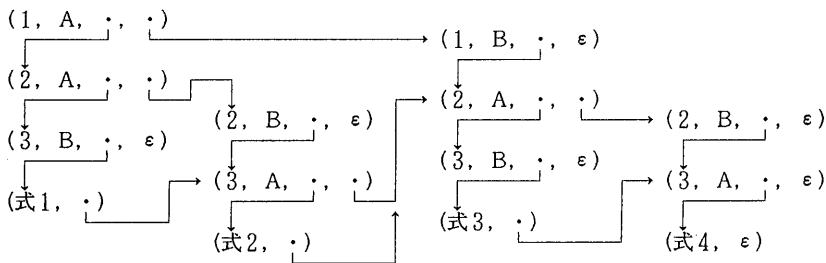 (1, A, ・, ・)
(1, B, ・, ε)
(2, A, ・, ・)
(2, A, ・, ・)
(2, B, ・, ε)
(2, B, ・, ε)
(3, B, ・, ε)
(3, B, ・, ε)
(3, A, ・, ・)
(3, A, ・, ε)
(式1, ・)
(式3, ・)
(式2, ・)
(式4, ε)